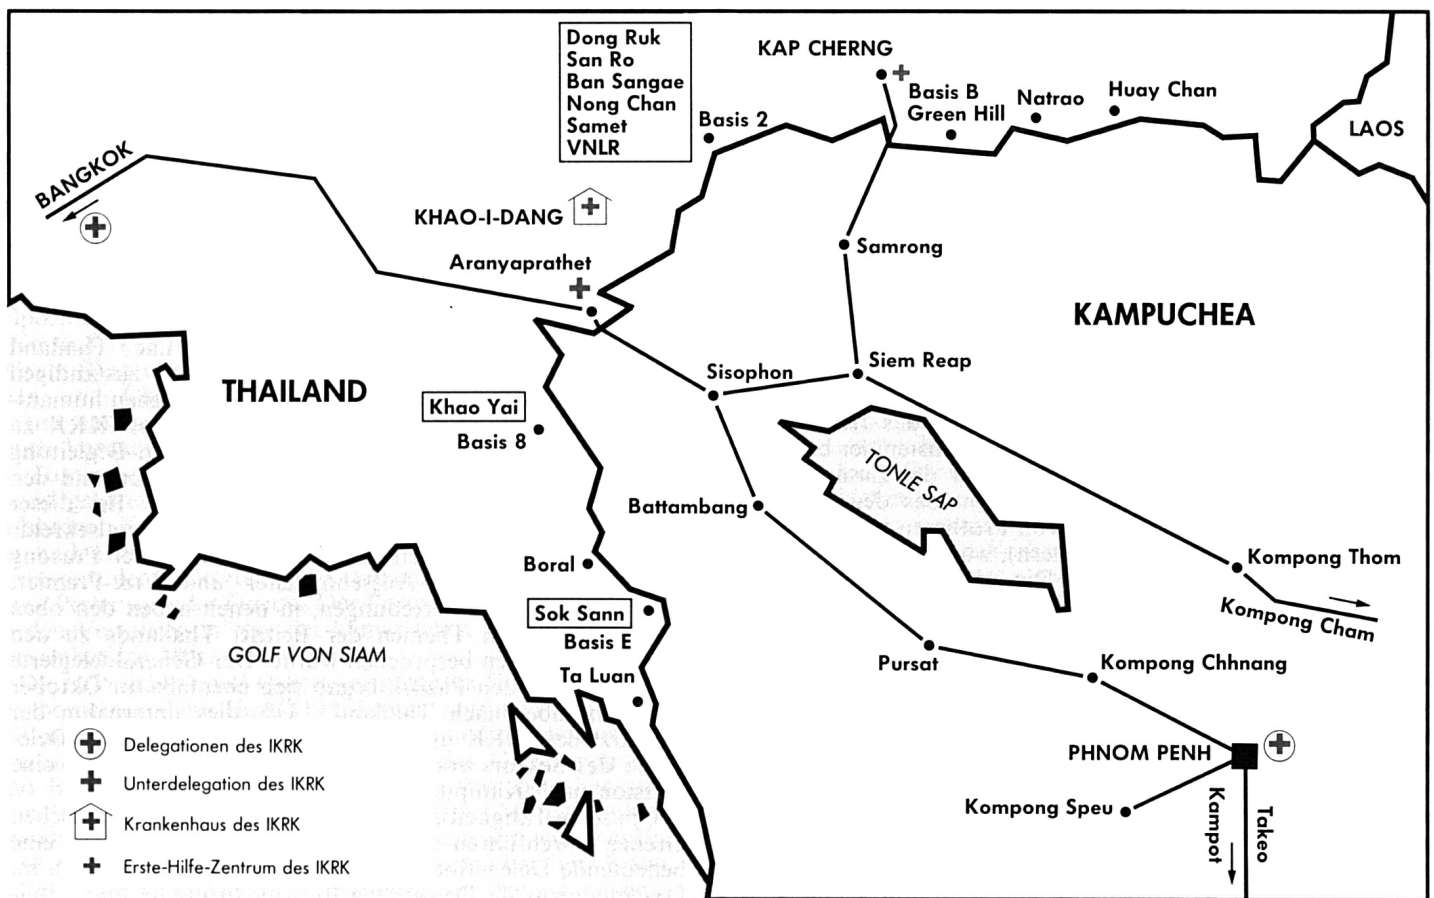 Dong Ruk
San Ro
Ban Sangae
Nong Chan
Samet
VNLR
KAP CHERNG
Basis B
Green Hill
Natrao
Huay Chan
LAOS
Basis 2
BANGKOK
KHAO-I-DANG
Aranyaprathet
Samrong
KAMPUCHEA
THAILAND
Sisophon
Siem Reap
Khao Yai
Basis 8
TONLE SAP
Battambang
Boral
Kompong Thom
Kompong Cham
Sok Sann
Basis E
GOLF VON SIAM
Ta Luan
Pursat
Kompong Chhnang
PHNOM PENH
Kompong Speu
Kampot
Takeo
Delegationen des IKRK
Unterdelegation des IKRK
Krankenhaus des IKRK
Erste-Hilfe-Zentrum des IKRK